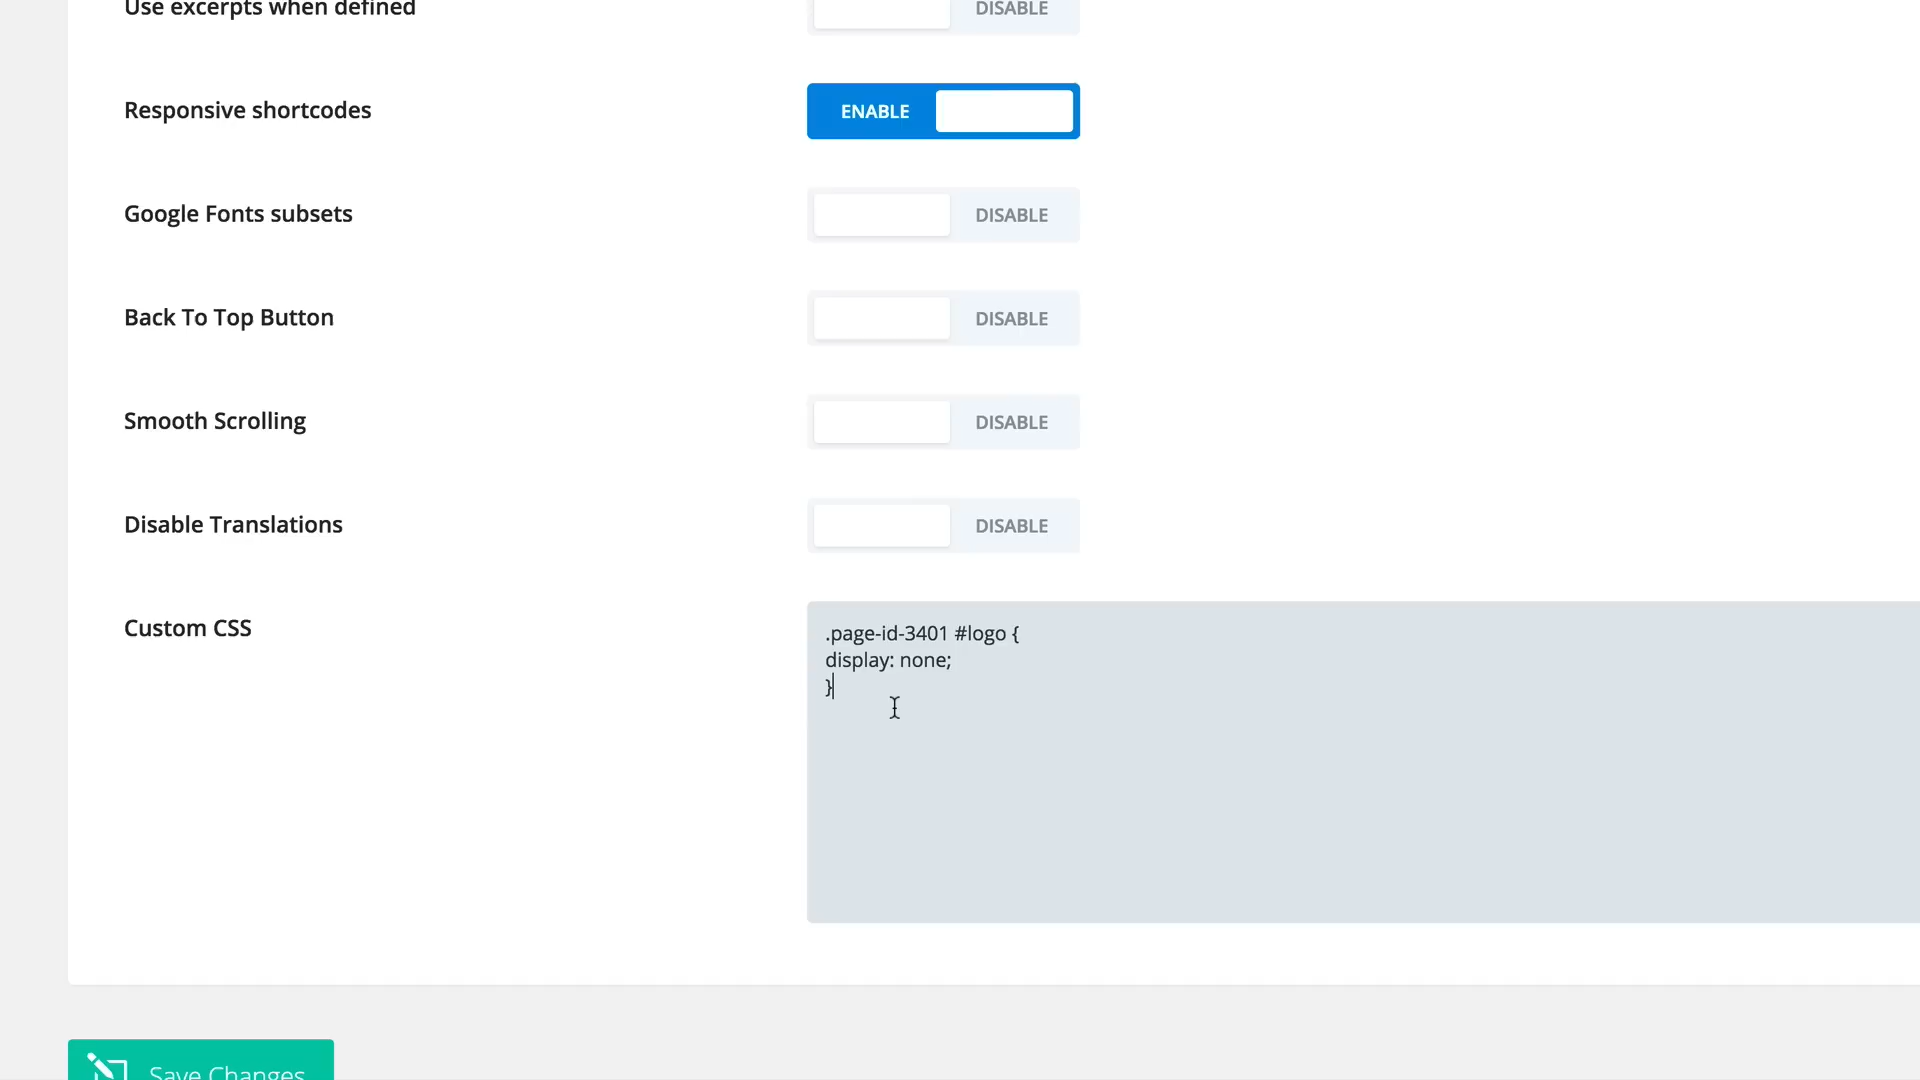 Use excerpts when defined
DISABLE
Responsive shortcodes
ENABLE
Google Fonts subsets
DISABLE
Back To Top Button
DISABLE
Smooth Scrolling
DISABLE
Disable Translations
DISABLE
Custom CSS
.page-id-3401 #logo {
display: none;
}
Save Changes